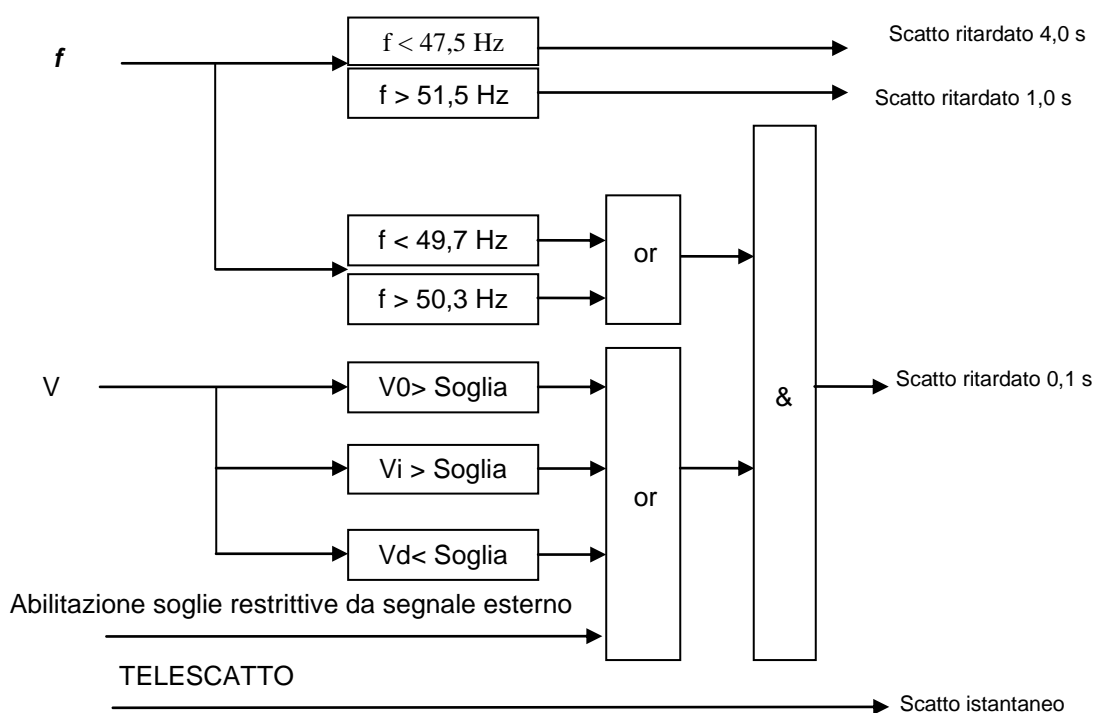 f
f < 47,5 Hz
Scatto ritardato 4,0 s
f > 51,5 Hz
Scatto ritardato 1,0 s
f < 49,7 Hz
or
f > 50,3 Hz
V
V0> Soglia
&
Scatto ritardato 0,1 s
Vi > Soglia
or
Vd< Soglia
Abilitazione soglie restrittive da segnale esterno
TELESCATTO
Scatto istantaneo